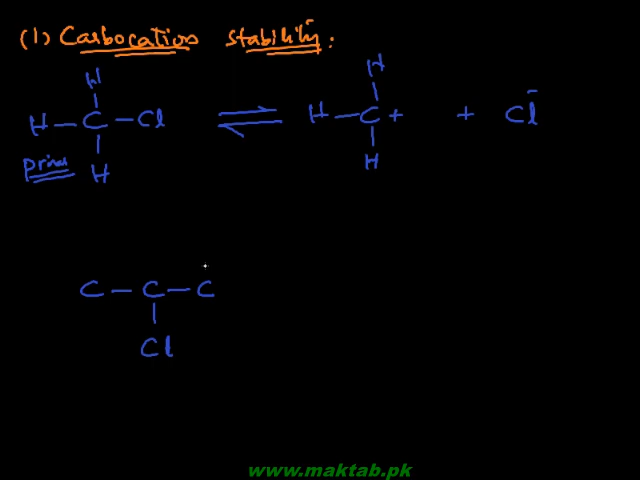 (1) Carbocation stability:
H H
H — C — Cl ⇌ H — C + + Cl⁻
H H
C — C — C
Cl
www.maktab.pk